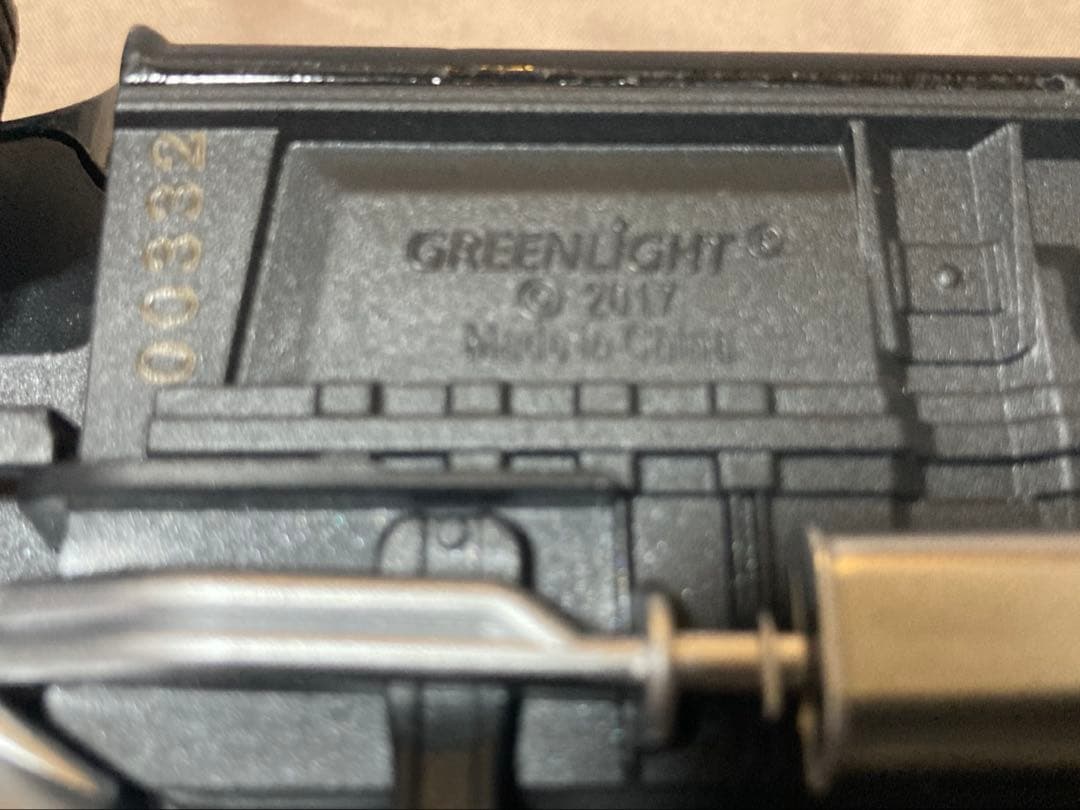 00332
GREENLiGHT ®
© 2017
Made in China